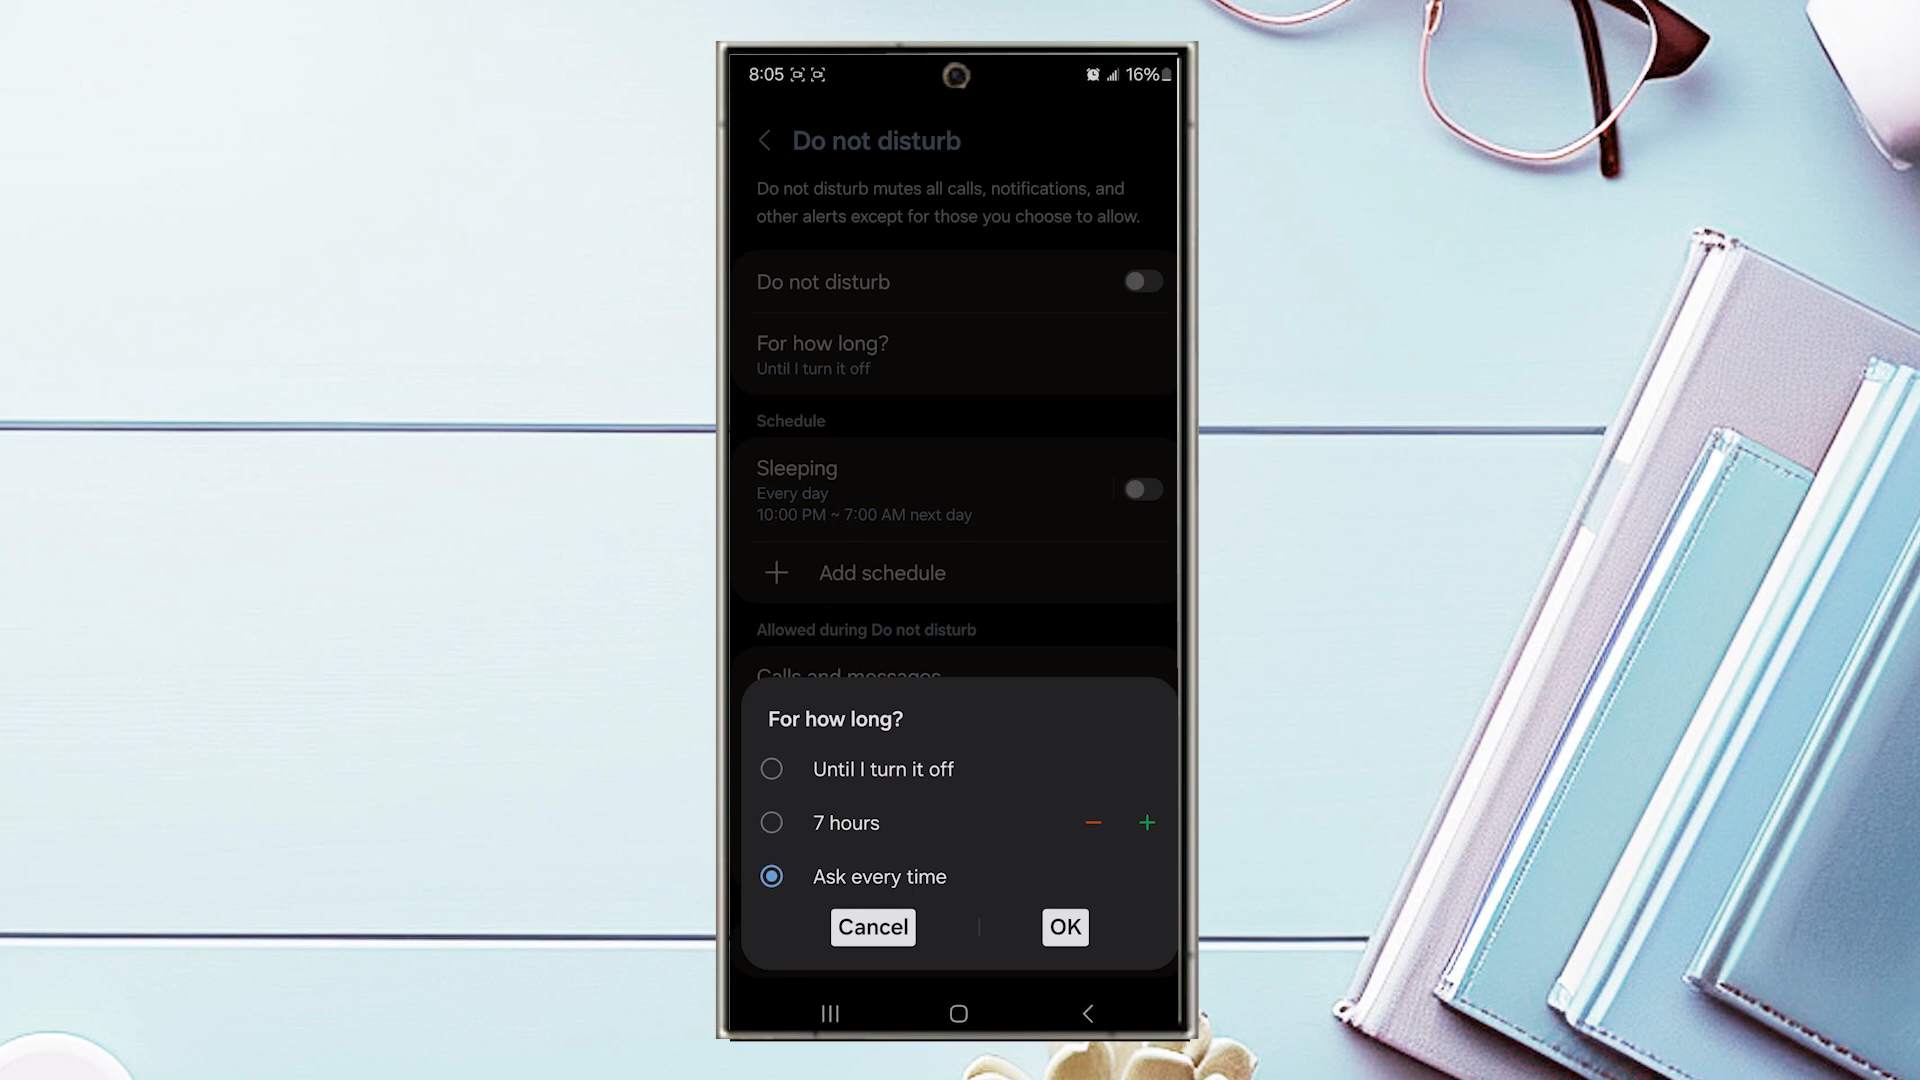 8:05 16%
Do not disturb
Do not disturb mutes all calls, notifications, and
other alerts except for those you choose to allow.
Do not disturb
For how long?
Until I turn it off
Schedule
Sleeping
Every day
10:00 PM ~ 7:00 AM next day
Add schedule
Allowed during Do not disturb
Calls and messages
For how long?
Until I turn it off
7 hours
Ask every time
Cancel OK